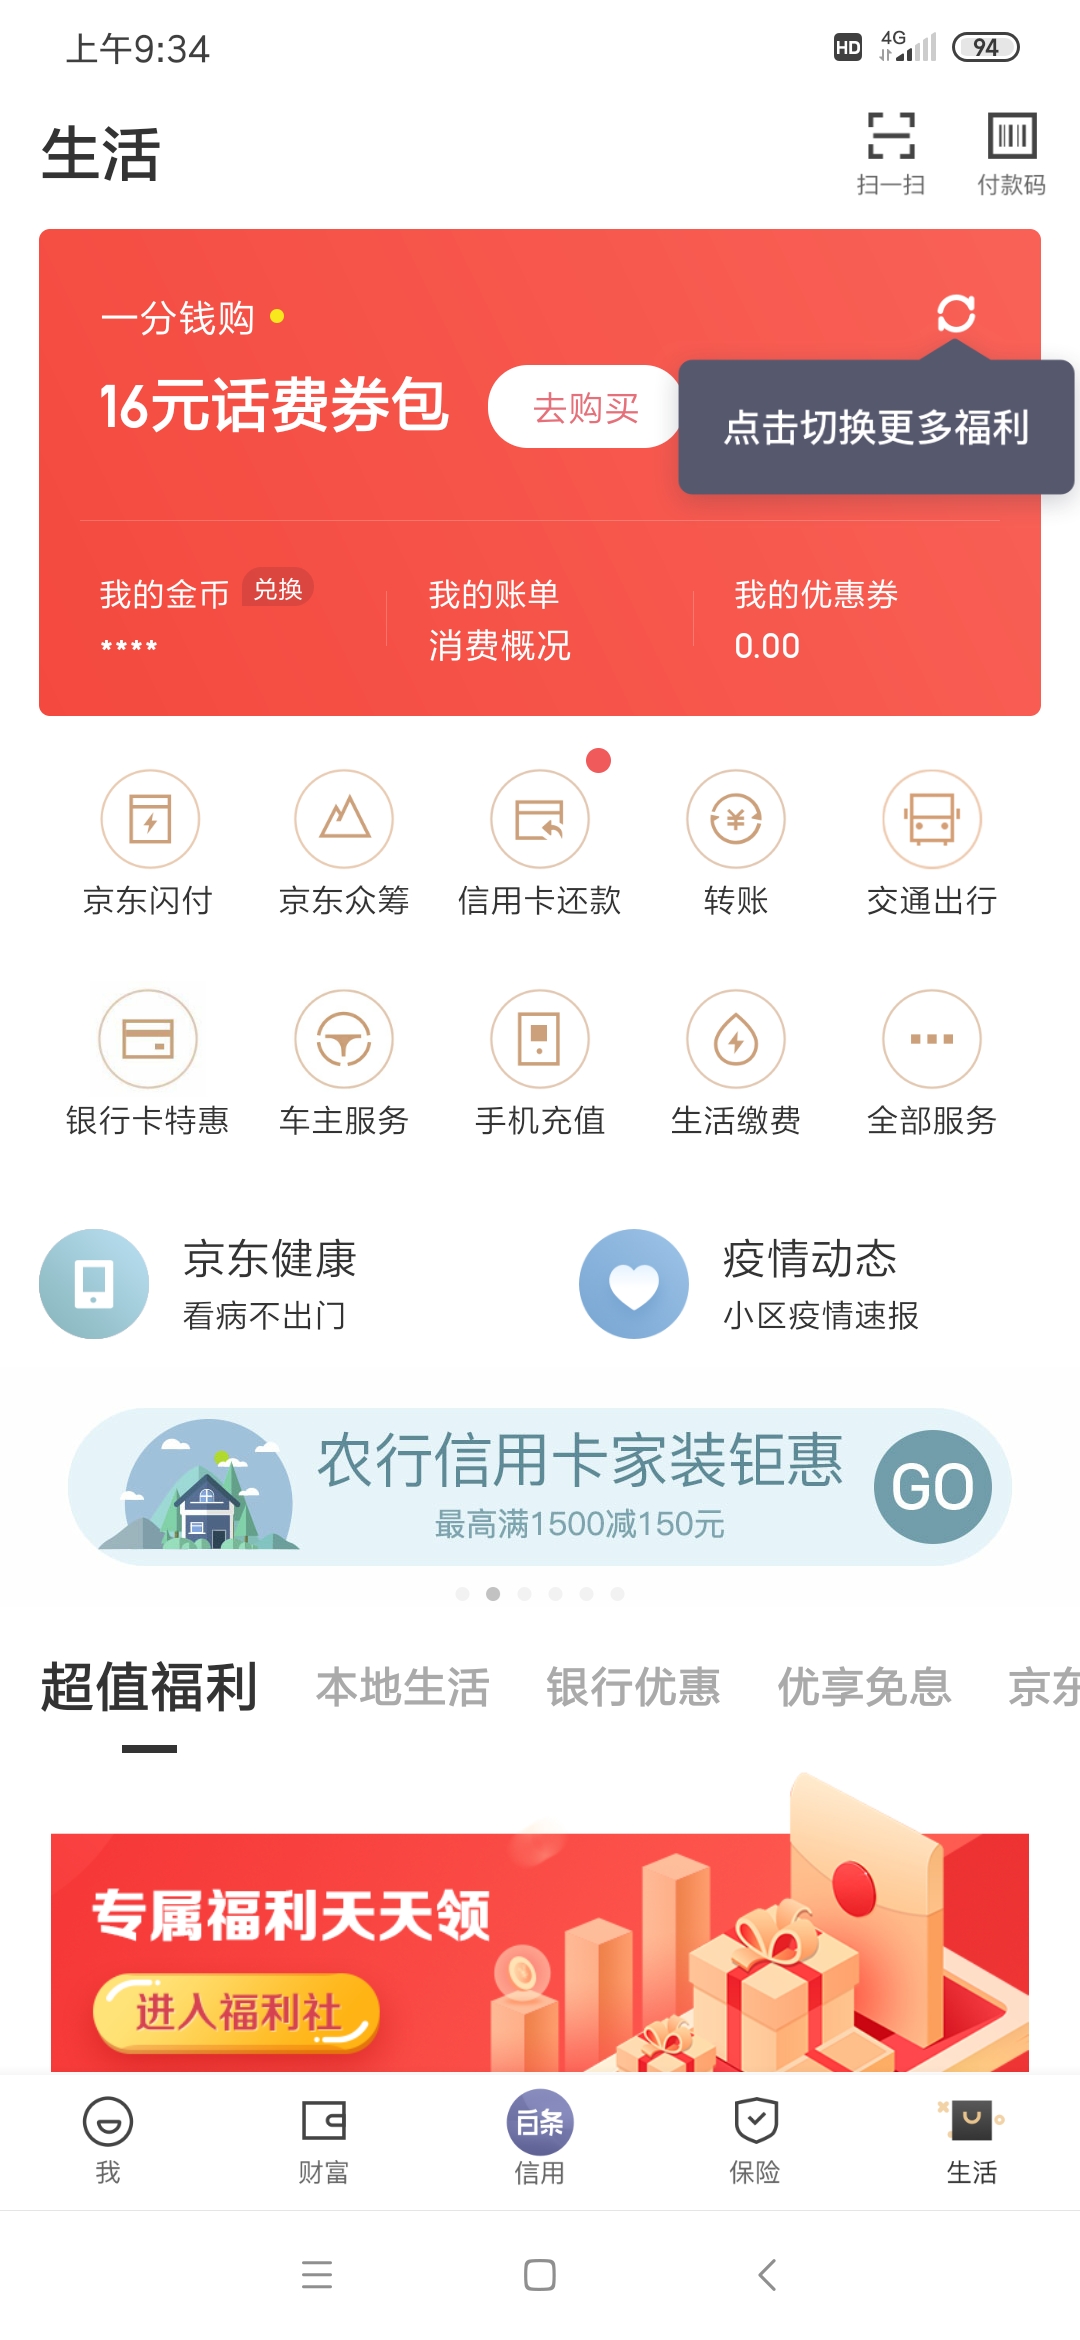 上午9:34
HD 4G 94
生活
扫一扫 付款码
一分钱购
16元话费券包 去购买
点击切换更多福利
我的金币 兑换 我的账单 我的优惠券
**** 消费概况 0.00
京东闪付 京东众筹 信用卡还款 转账 交通出行
银行卡特惠 车主服务 手机充值 生活缴费 全部服务
京东健康 疫情动态
看病不出门 小区疫情速报
农行信用卡家装钜惠 GO
最高满1500减150元
超值福利 本地生活 银行优惠 优享免息 京东
专属福利天天领
进入福利社
白条
我 财富 信用 保险 生活